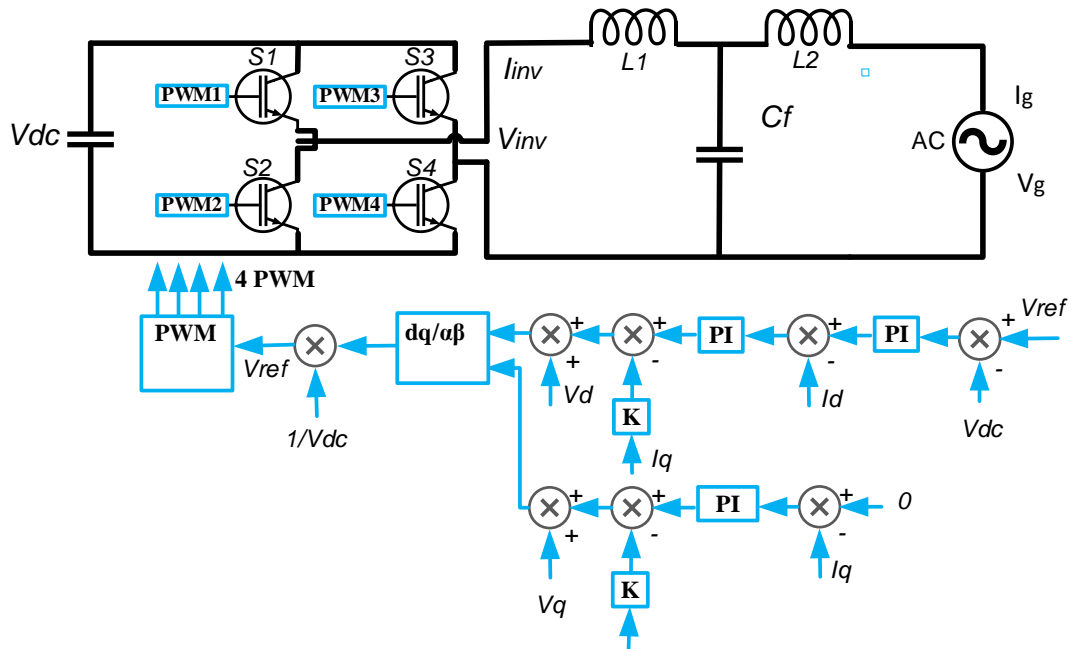 S1
S3
Iinv
L1
L2
PWM1
PWM3
Ig
Vdc
Vinv
Cf
AC
S2
S4
Vg
PWM2
PWM4
4 PWM
PWM
dq/αβ
PI
PI
Vref
+
-
+
-
+
-
+
+
Vref
Vd
Id
Vdc
K
1/Vdc
Iq
PI
0
+
-
+
-
+
+
Vq
Iq
K